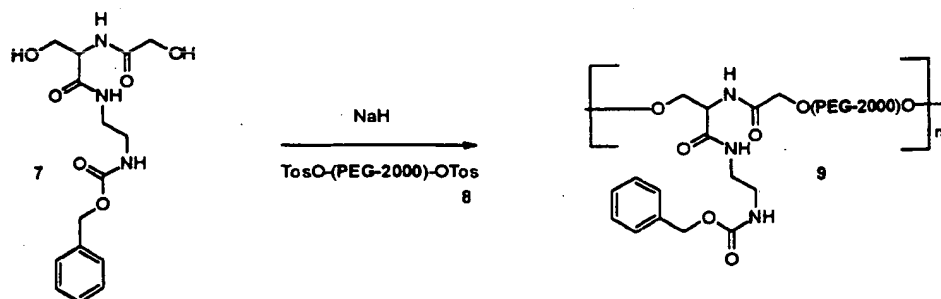 H
HO
N
OH
O
O
NH
O
NH
O
7
NaH
TosO-(PEG-2000)-OTos
8
H
O
N
O(PEG-2000)O
n
O
O
NH
9
O
NH
O